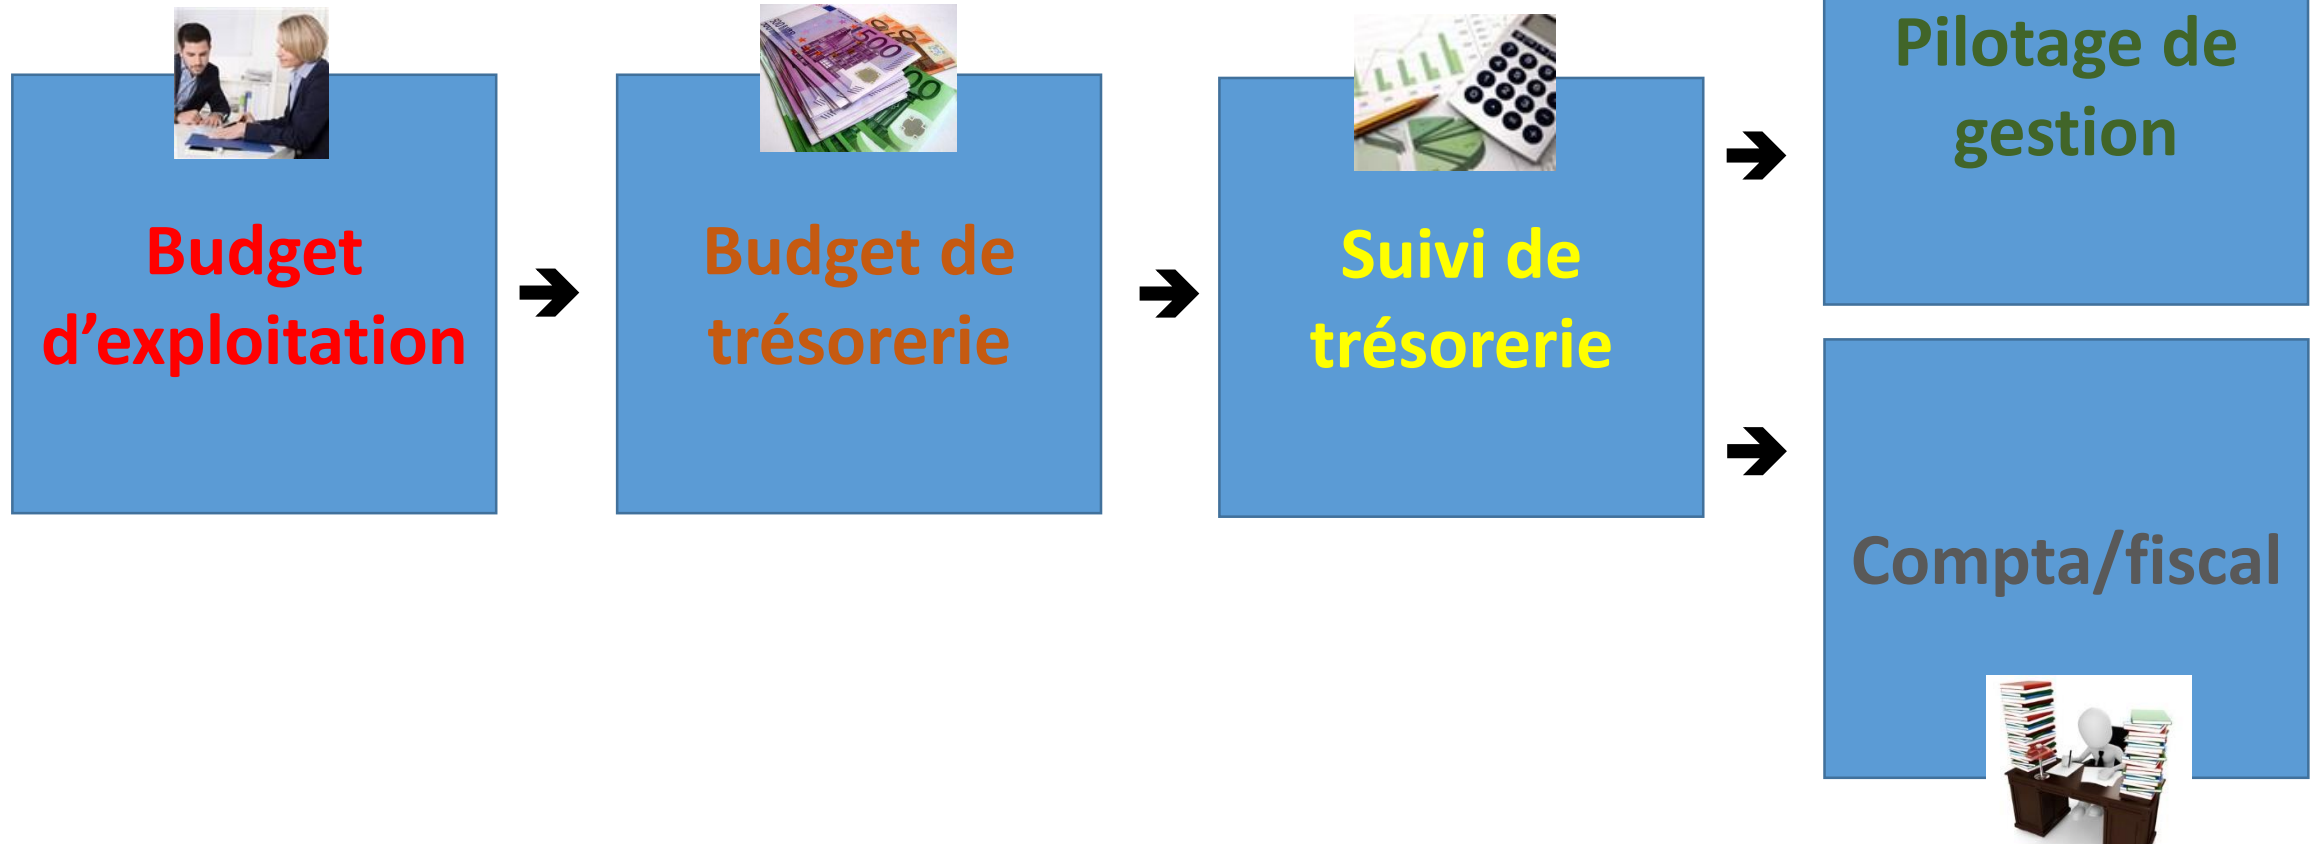 Budget
d’exploitation
Budget de
trésorerie
Suivi de
trésorerie
Pilotage de
gestion
Compta/fiscal